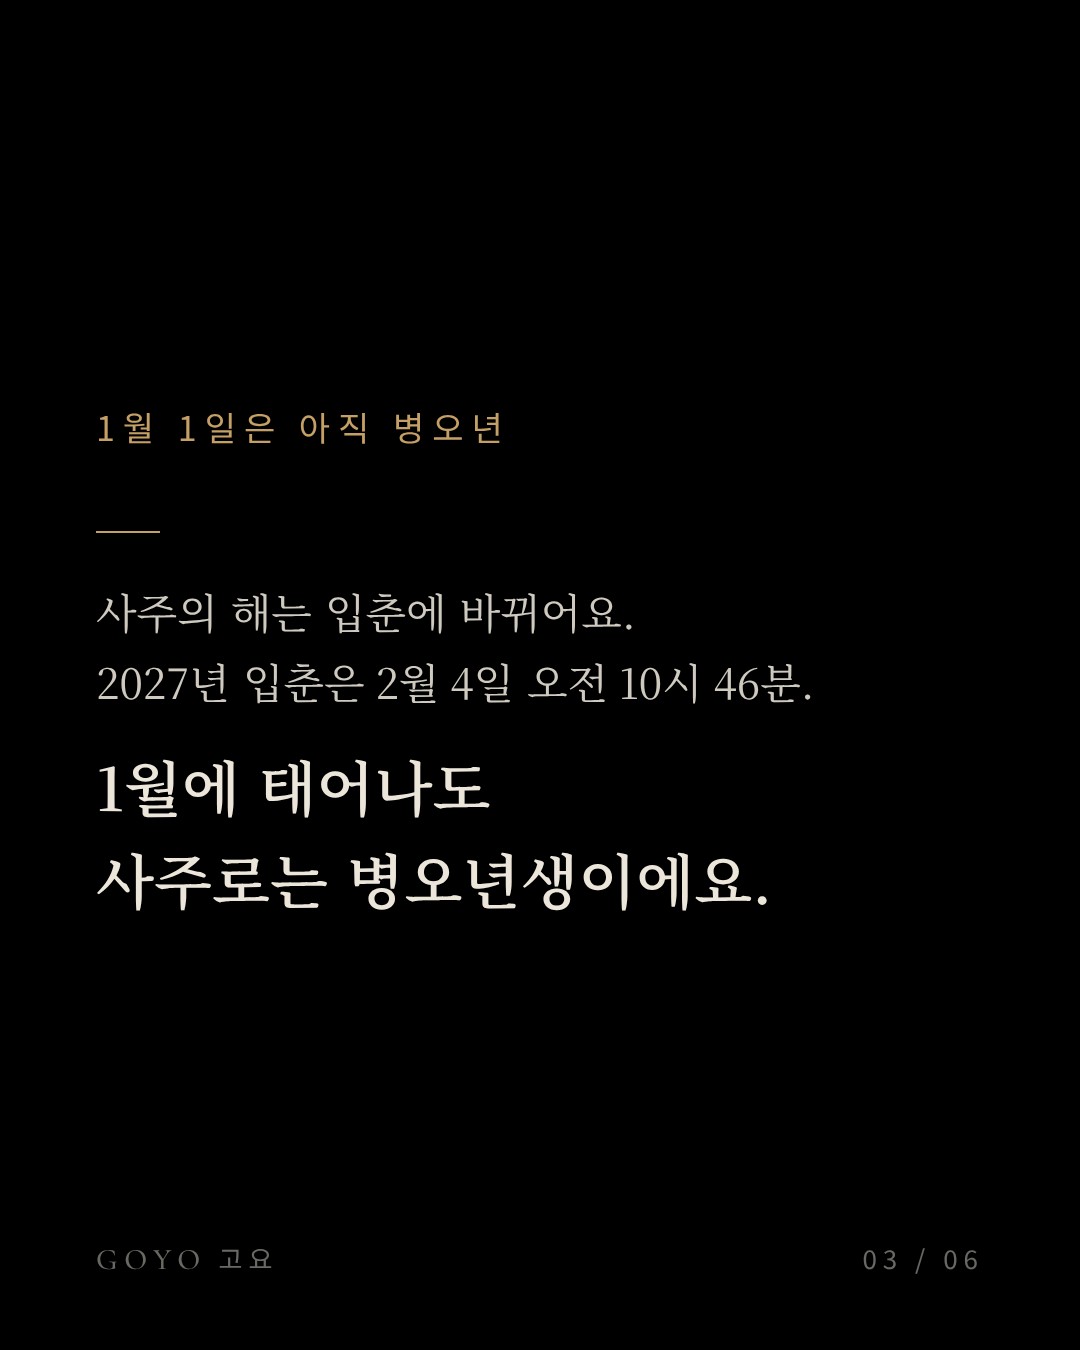 1월 1일은 아직 병오년
사주의 해는 입춘에 바뀌어요.
2027년 입춘은 2월 4일 오전 10시 46분.
1월에 태어나도
사주로는 병오년생이에요.
GOYO 고요
03 / 06